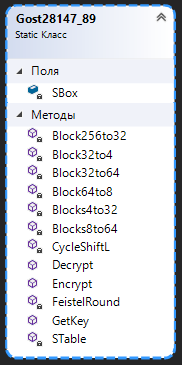 Gost28147_89
Static Класс
Поля
SBox
Методы
Block256to32
Block32to4
Block32to64
Block64to8
Blocks4to32
Blocks8to64
CycleShiftL
Decrypt
Encrypt
FeistelRound
GetKey
STable